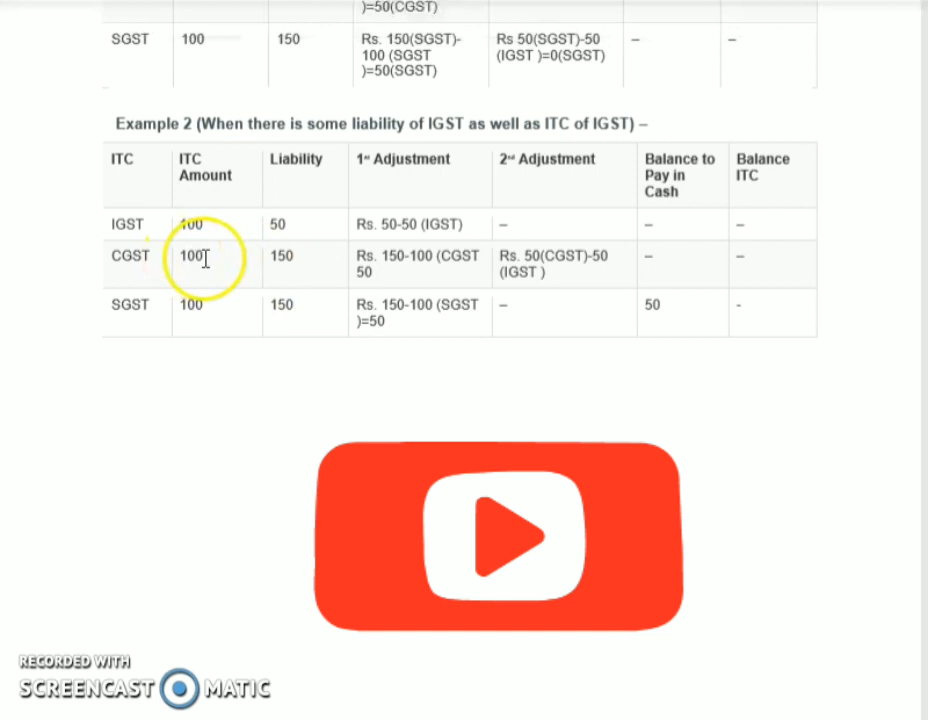 )=50(CGST)
SGST 100 150 Rs. 150(SGST)- Rs 50(SGST)-50 – –
100 (SGST (IGST )=0(SGST)
)=50(SGST)
Example 2 (When there is some liability of IGST as well as ITC of IGST) –
ITC ITC Liability 1st Adjustment 2nd Adjustment Balance to Balance
Amount Pay in ITC
Cash
IGST 100 50 Rs. 50-50 (IGST) – – –
CGST 100 150 Rs. 150-100 (CGST Rs. 50(CGST)-50 – –
50 (IGST )
SGST 100 150 Rs. 150-100 (SGST – 50 -
)=50
RECORDED WITH
SCREENCAST MATIC